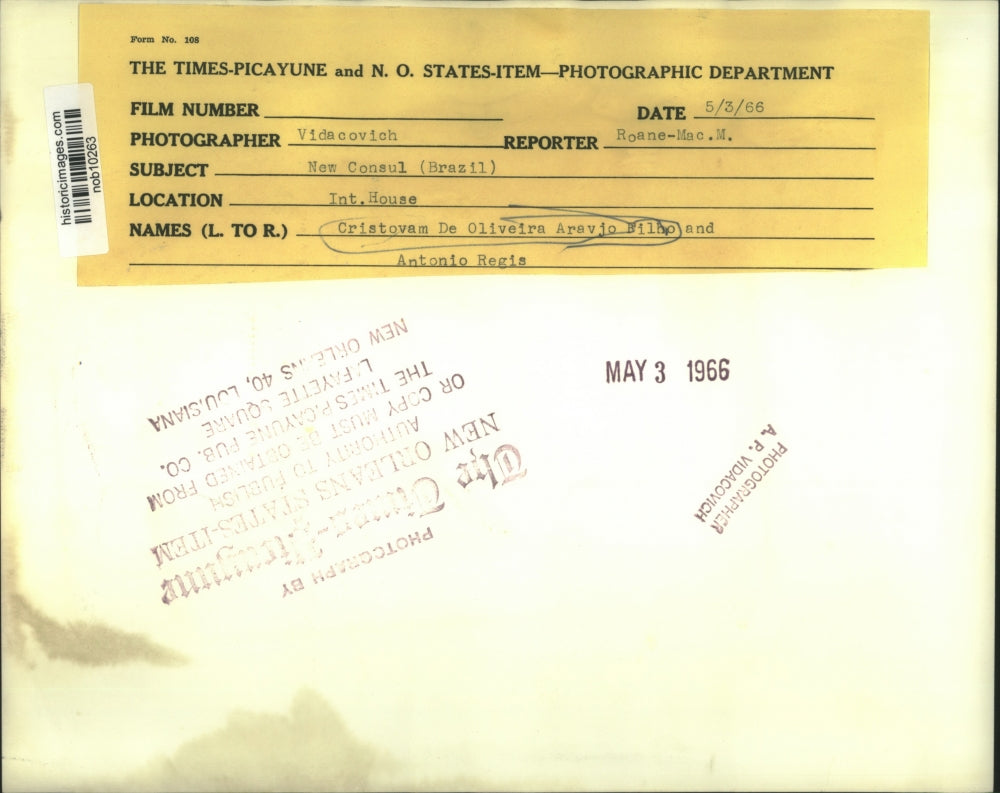 Form No. 108
THE TIMES-PICAYUNE and N. O. STATES-ITEM—PHOTOGRAPHIC DEPARTMENT
FILM NUMBER
DATE 5/3/66
PHOTOGRAPHER Vidacovich REPORTER Roane-Mac.M.
SUBJECT New Consul (Brazil)
LOCATION Int.House
NAMES (L. TO R.) Cristovam De Oliveira Aravjo Filho and
Antonio Regis
historicimages.com
nob10263
MAY 3 1966
PHOTOGRAPHER
A. P. VIDACOVICH
PHOTOGRAPH BY
The Times-Picayune
NEW ORLEANS STATES-ITEM
AUTHORITY TO PUBLISH
OR COPY MUST BE OBTAINED FROM
THE TIMES PICAYUNE PUB. CO.
LAFAYETTE SQUARE
NEW ORLEANS 40, LOUISIANA